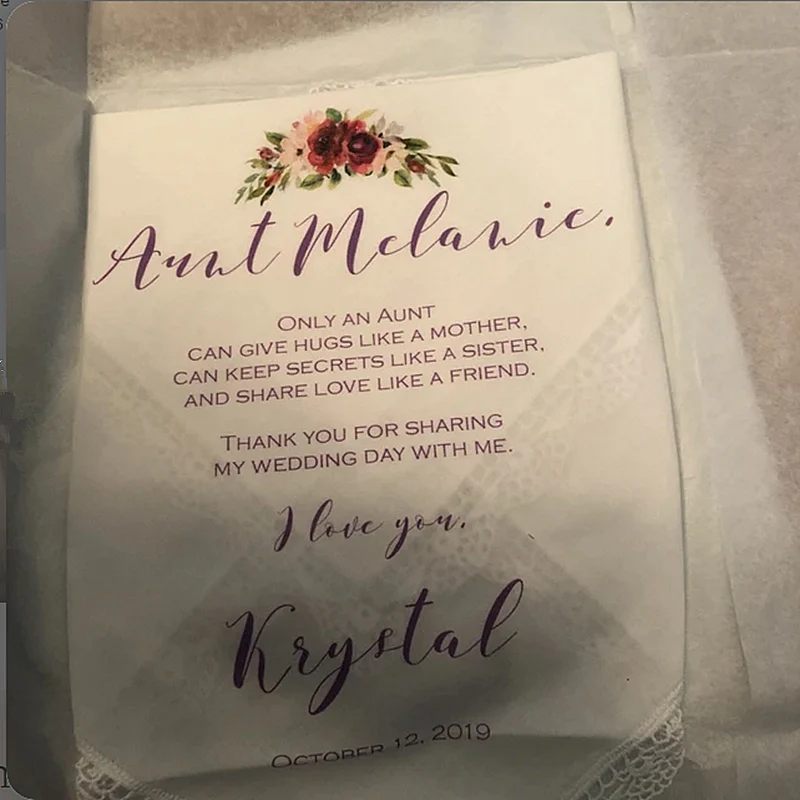 Aunt Melanie,
ONLY AN AUNT
CAN GIVE HUGS LIKE A MOTHER,
CAN KEEP SECRETS LIKE A SISTER,
AND SHARE LOVE LIKE A FRIEND.
THANK YOU FOR SHARING
MY WEDDING DAY WITH ME.
I love you,
Krystal
OCTOBER 12, 2019